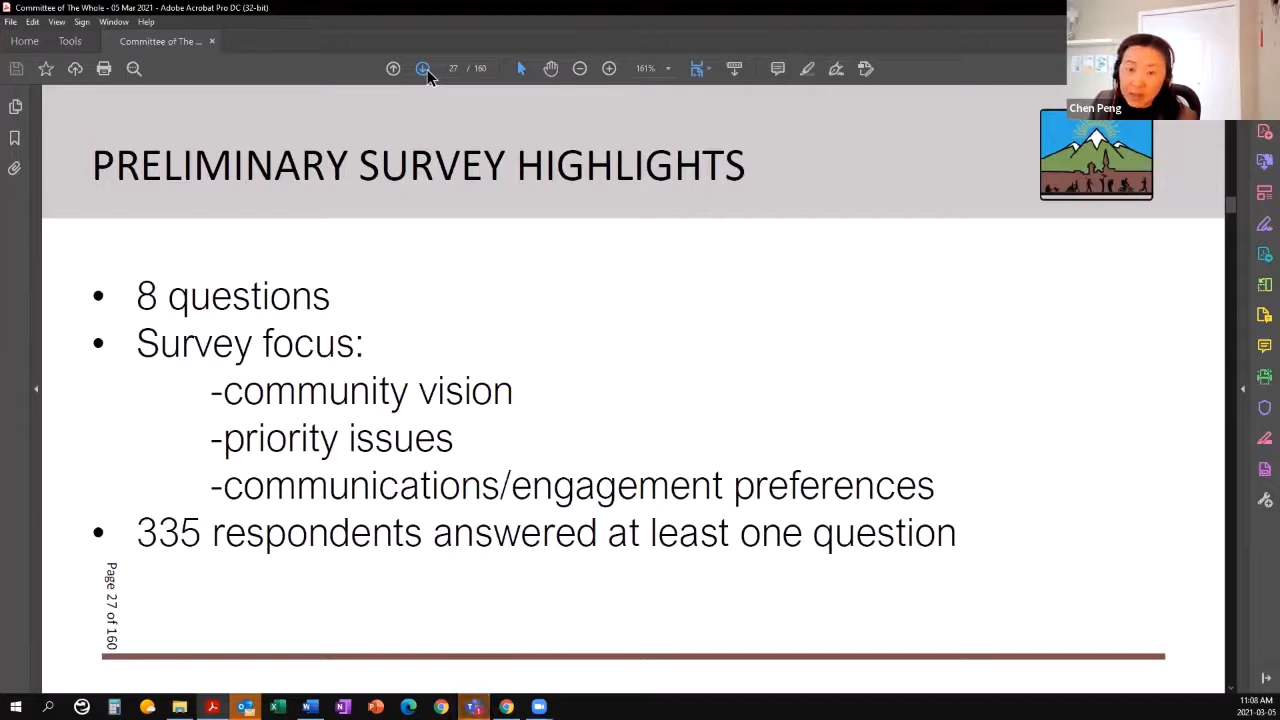 Committee of The Whole - 05 Mar 2021 - Adobe Acrobat Pro DC (32-bit)
File Edit View Sign Window Help
Home Tools Committee of The ... ×
27 / 160 161%
Chen Peng
PRELIMINARY SURVEY HIGHLIGHTS
• 8 questions
• Survey focus:
-community vision
-priority issues
-communications/engagement preferences
• 335 respondents answered at least one question
Page 27 of 160
11:08 AM
2021-03-05